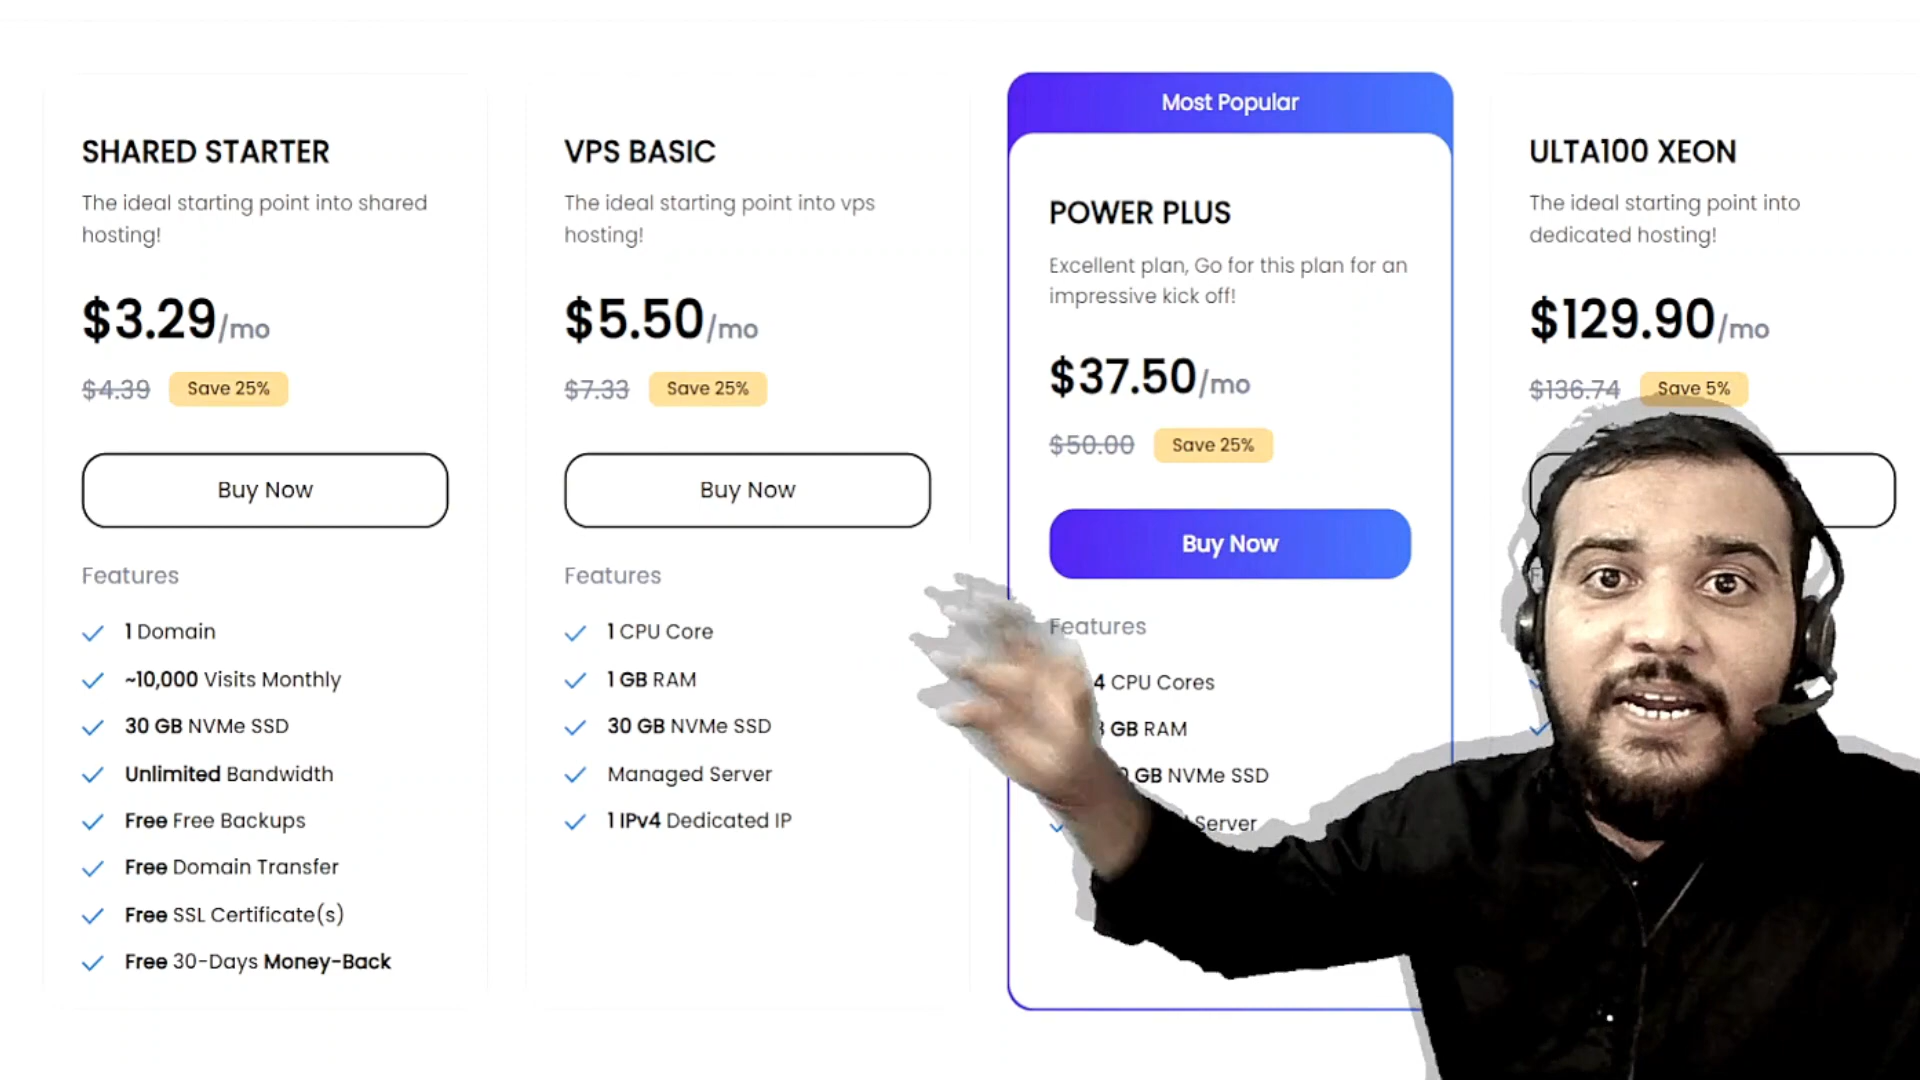 SHARED STARTER
The ideal starting point into shared
hosting!
$3.29/mo
$4.39 Save 25%
Buy Now
Features
1 Domain
~10,000 Visits Monthly
30 GB NVMe SSD
Unlimited Bandwidth
Free Free Backups
Free Domain Transfer
Free SSL Certificate(s)
Free 30-Days Money-Back
VPS BASIC
The ideal starting point into vps
hosting!
$5.50/mo
$7.33 Save 25%
Buy Now
Features
1 CPU Core
1 GB RAM
30 GB NVMe SSD
Managed Server
1 IPv4 Dedicated IP
Most Popular
POWER PLUS
Excellent plan, Go for this plan for an
impressive kick off!
$37.50/mo
$50.00 Save 25%
Buy Now
Features
4 CPU Cores
GB RAM
GB NVMe SSD
Server
ULTA100 XEON
The ideal starting point into
dedicated hosting!
$129.90/mo
$136.74 Save 5%